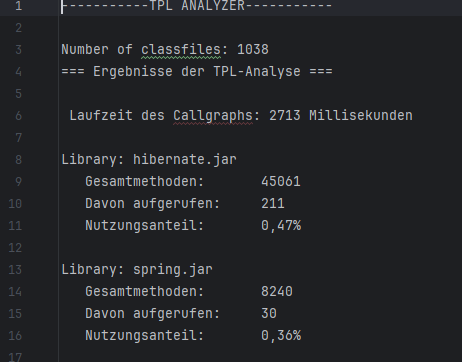 1 -----------TPL ANALYZER-----------
2
3 Number of classfiles: 1038
4 === Ergebnisse der TPL-Analyse ===
5
6 Laufzeit des Callgraphs: 2713 Millisekunden
7
8 Library: hibernate.jar
9 Gesamtmethoden: 45061
10 Davon aufgerufen: 211
11 Nutzungsanteil: 0,47%
12
13 Library: spring.jar
14 Gesamtmethoden: 8240
15 Davon aufgerufen: 30
16 Nutzungsanteil: 0,36%
17